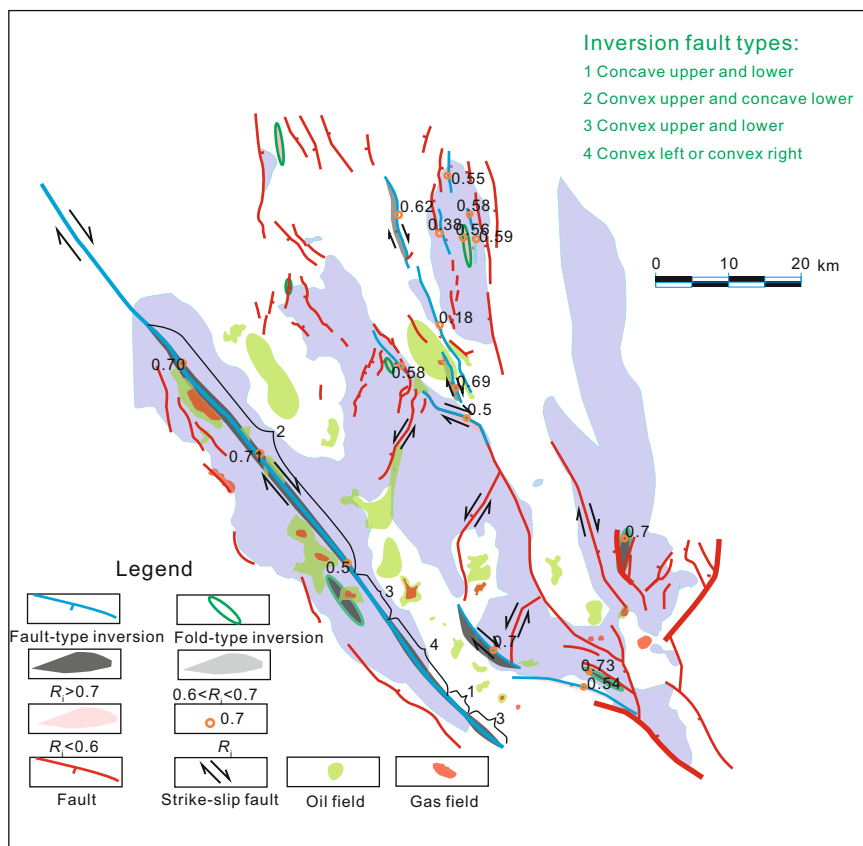 Inversion fault types:
1 Concave upper and lower
2 Convex upper and concave lower
3 Convex upper and lower
4 Convex left or convex right
0 10 20 km
0.55
0.62
0.58
0.38
0.56
0.59
0.18
0.70
0.58
0.69
0.5
2
0.71
0.7
0.5
3
0.7
4
0.73
0.54
1
3
Legend
Fault-type inversion
Fold-type inversion
Ri>0.7
0.6<Ri<0.7
0.7
Ri<0.6
Ri
Fault
Strike-slip fault
Oil field
Gas field